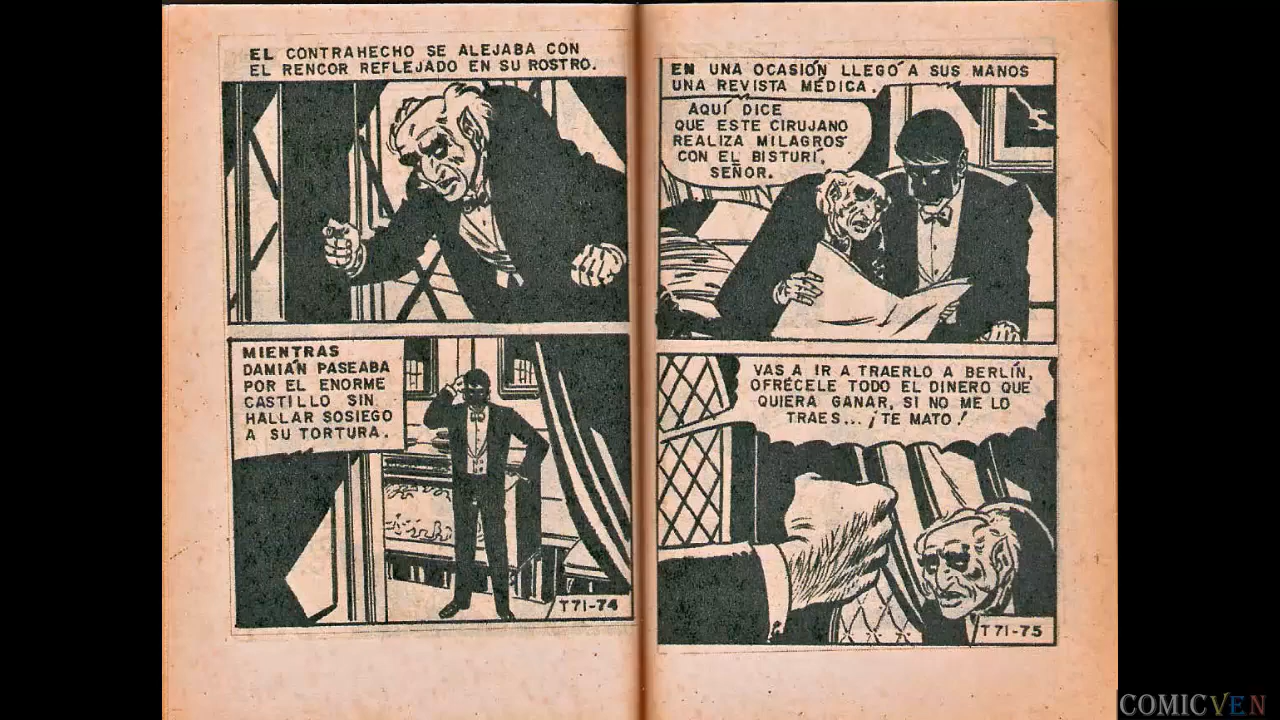 EL CONTRAHECHO SE ALEJABA CON
EL RENCOR REFLEJADO EN SU ROSTRO.
MIENTRAS
DAMIÁN PASEABA
POR EL ENORME
CASTILLO SIN
HALLAR SOSIEGO
A SU TORTURA.
T71-74
EN UNA OCASIÓN LLEGÓ A SUS MANOS
UNA REVISTA MÉDICA.
AQUÍ DICE
QUE ESTE CIRUJANO
REALIZA MILAGROS
CON EL BISTURÍ,
SEÑOR.
VAS A IR A TRAERLO A BERLÍN,
OFRÉCELE TODO EL DINERO QUE
QUIERA GANAR, SI NO ME LO
TRAES... ¡TE MATO!
T71-75
COMICVEN